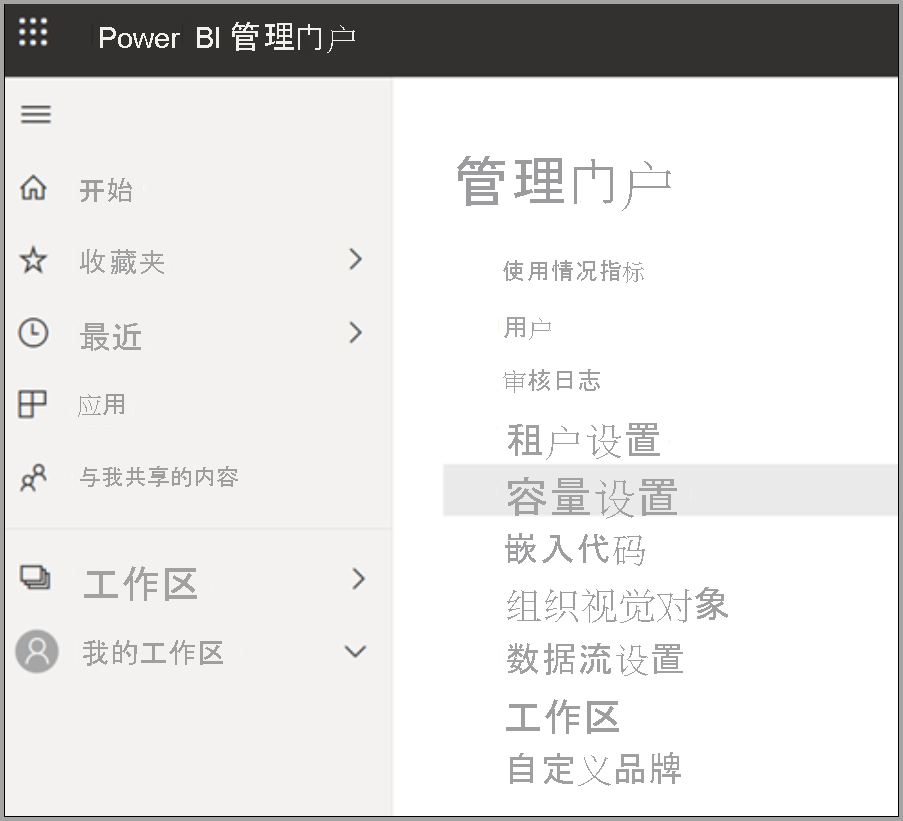 Power BI 管理门户
开始
收藏夹
最近
应用
与我共享的内容
工作区
我的工作区
管理门户
使用情况指标
用户
审核日志
租户设置
容量设置
嵌入代码
组织视觉对象
数据流设置
工作区
自定义品牌